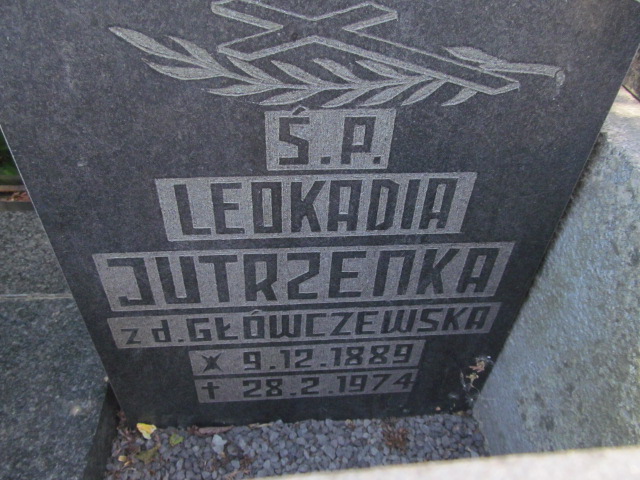 Ś.P.
LEOKADIA
JUTRZENKA
z d. GŁÓWCZEWSKA
* 9.12.1889
† 28.2.1974